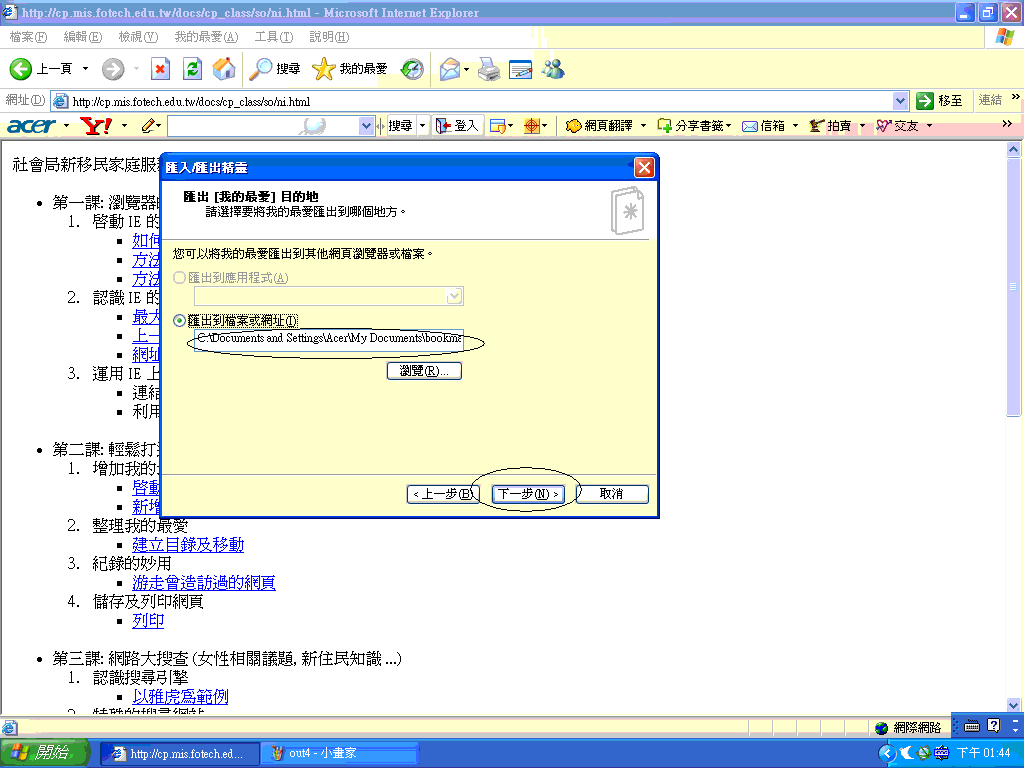 http://cp.mis.fotech.edu.tw/docs/cp_class/so/ni.html - Microsoft Internet Explorer
檔案(F) 編輯(E) 檢視(V) 我的最愛(A) 工具(T) 說明(H)
上一頁 搜尋 我的最愛
網址(D) http://cp.mis.fotech.edu.tw/docs/cp_class/so/ni.html 移至 連結 »
acer Y! 搜尋 登入 網頁翻譯 分享書籤 信箱 拍賣 交友 »
社會局新移民家庭服
匯入/匯出精靈
匯出 [我的最愛] 目的地
請選擇要將我的最愛匯出到哪個地方。
您可以將我的最愛匯出到其他網頁瀏覽器或檔案。
匯出到應用程式(A)
匯出到檔案或網址(I)
C:\Documents and Settings\Acer\My Documents\bookma
瀏覽(R)...
< 上一步(B) 下一步(N) > 取消
• 第一課: 瀏覽器
1. 啓動 IE 的
▪ 如何
▪ 方法
▪ 方法
2. 認識 IE 的
▪ 最大
▪ 上一
▪ 網址
3. 運用 IE 上
▪ 連結
▪ 利用
• 第二課: 輕鬆打
1. 增加我的
▪ 啓動
▪ 新增
2. 整理我的最愛
▪ 建立目錄及移動
3. 紀錄的妙用
▪ 游走曾造訪過的網頁
4. 儲存及列印網頁
▪ 列印
• 第三課: 網路大搜查 (女性相關議題, 新住民知識 ...)
1. 認識搜尋引擎
▪ 以雅虎爲範例
網際網路
開始 http://cp.mis.fotech.edu.... out4 - 小畫家 下午 01:44